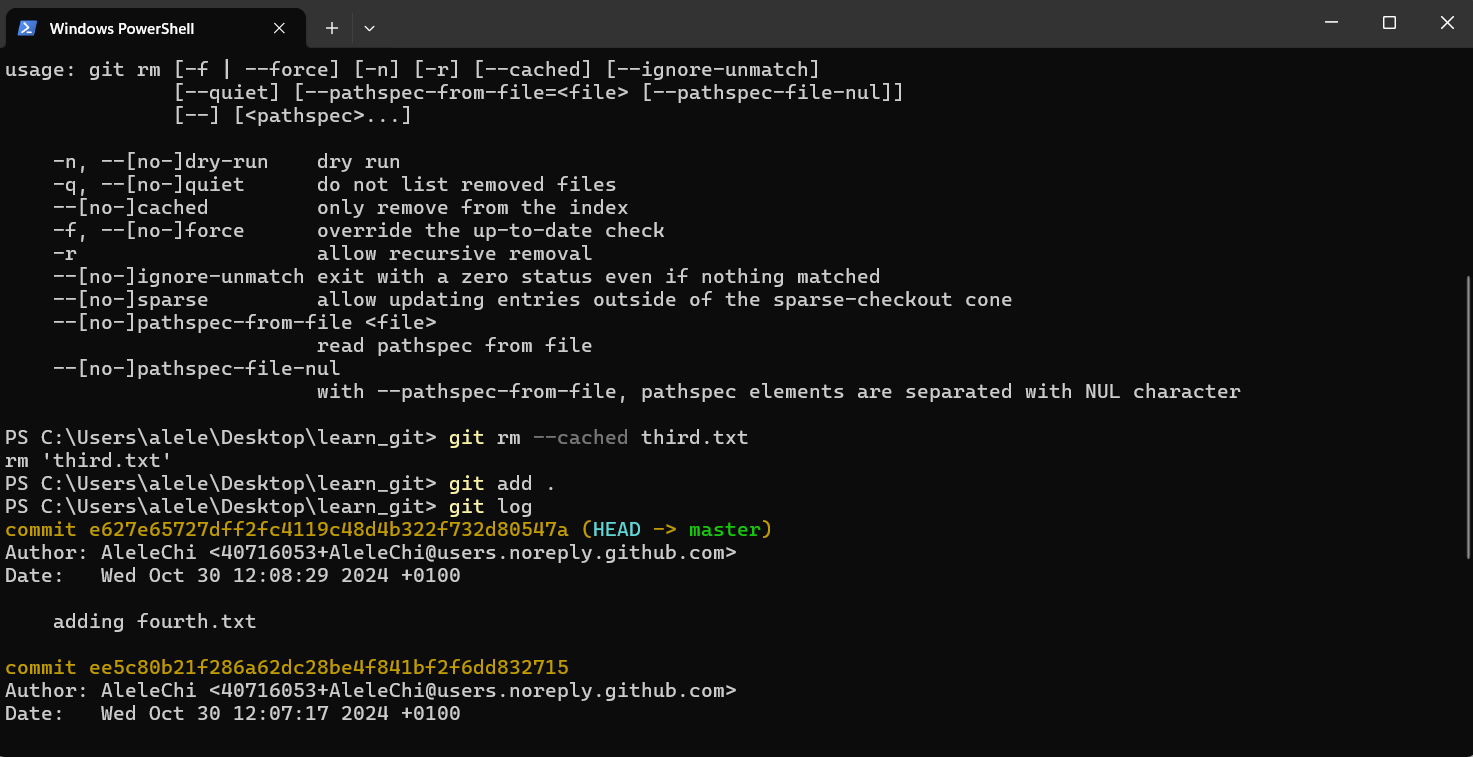 Windows PowerShell
usage: git rm [-f | --force] [-n] [-r] [--cached] [--ignore-unmatch]
              [--quiet] [--pathspec-from-file=<file> [--pathspec-file-nul]]
              [--] [<pathspec>...]
    -n, --[no-]dry-run    dry run
    -q, --[no-]quiet      do not list removed files
    --[no-]cached         only remove from the index
    -f, --[no-]force      override the up-to-date check
    -r                    allow recursive removal
    --[no-]ignore-unmatch exit with a zero status even if nothing matched
    --[no-]sparse         allow updating entries outside of the sparse-checkout cone
    --[no-]pathspec-from-file <file>
                          read pathspec from file
    --[no-]pathspec-file-nul
                          with --pathspec-from-file, pathspec elements are separated with NUL character
PS C:\Users\alele\Desktop\learn_git> git rm --cached third.txt
rm 'third.txt'
PS C:\Users\alele\Desktop\learn_git> git add .
PS C:\Users\alele\Desktop\learn_git> git log
commit e627e65727dff2fc4119c48d4b322f732d80547a (HEAD -> master)
Author: AleleChi <40716053+AleleChi@users.noreply.github.com>
Date:   Wed Oct 30 12:08:29 2024 +0100
    adding fourth.txt
commit ee5c80b21f286a62dc28be4f841bf2f6dd832715
Author: AleleChi <40716053+AleleChi@users.noreply.github.com>
Date:   Wed Oct 30 12:07:17 2024 +0100